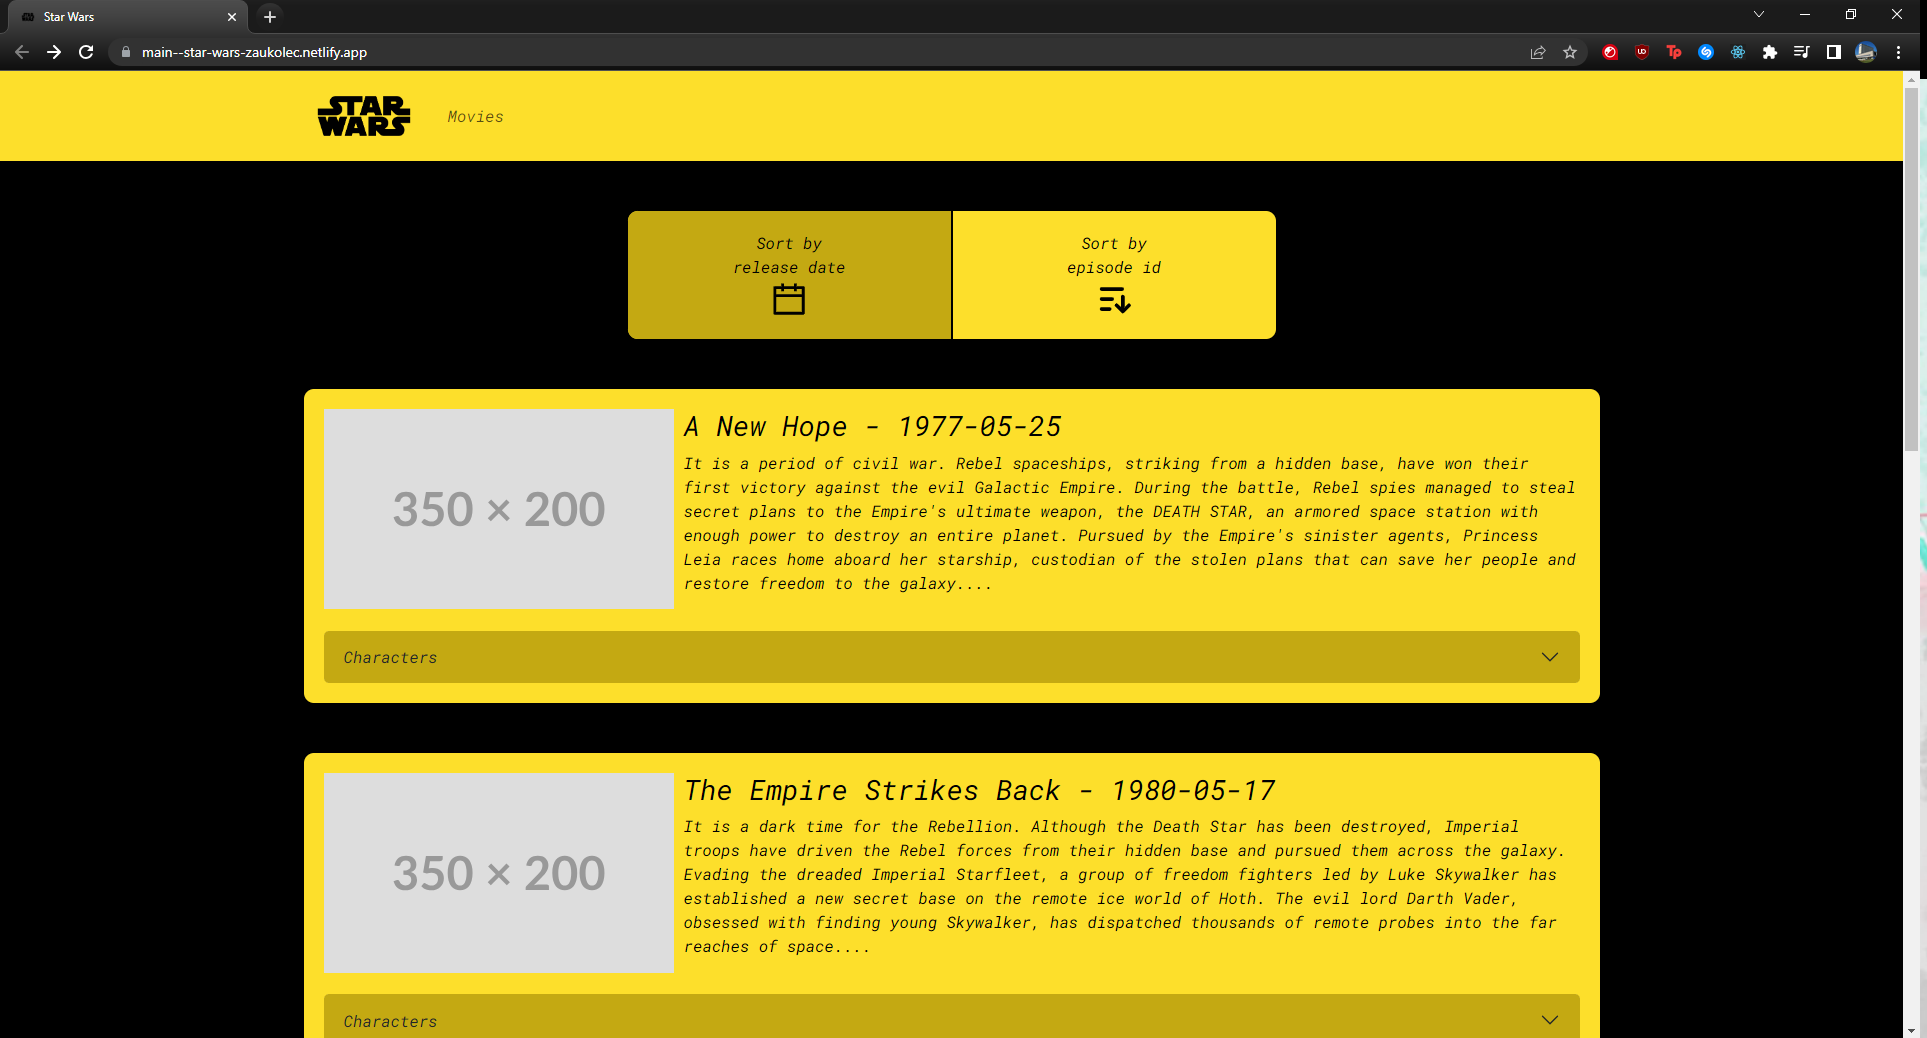 Star Wars
main--star-wars-zaukolec.netlify.app
STAR
WARS
Movies
Sort by
release date
Sort by
episode id
350 × 200
A New Hope - 1977-05-25
It is a period of civil war. Rebel spaceships, striking from a hidden base, have won their
first victory against the evil Galactic Empire. During the battle, Rebel spies managed to steal
secret plans to the Empire's ultimate weapon, the DEATH STAR, an armored space station with
enough power to destroy an entire planet. Pursued by the Empire's sinister agents, Princess
Leia races home aboard her starship, custodian of the stolen plans that can save her people and
restore freedom to the galaxy....
Characters
350 × 200
The Empire Strikes Back - 1980-05-17
It is a dark time for the Rebellion. Although the Death Star has been destroyed, Imperial
troops have driven the Rebel forces from their hidden base and pursued them across the galaxy.
Evading the dreaded Imperial Starfleet, a group of freedom fighters led by Luke Skywalker has
established a new secret base on the remote ice world of Hoth. The evil lord Darth Vader,
obsessed with finding young Skywalker, has dispatched thousands of remote probes into the far
reaches of space....
Characters